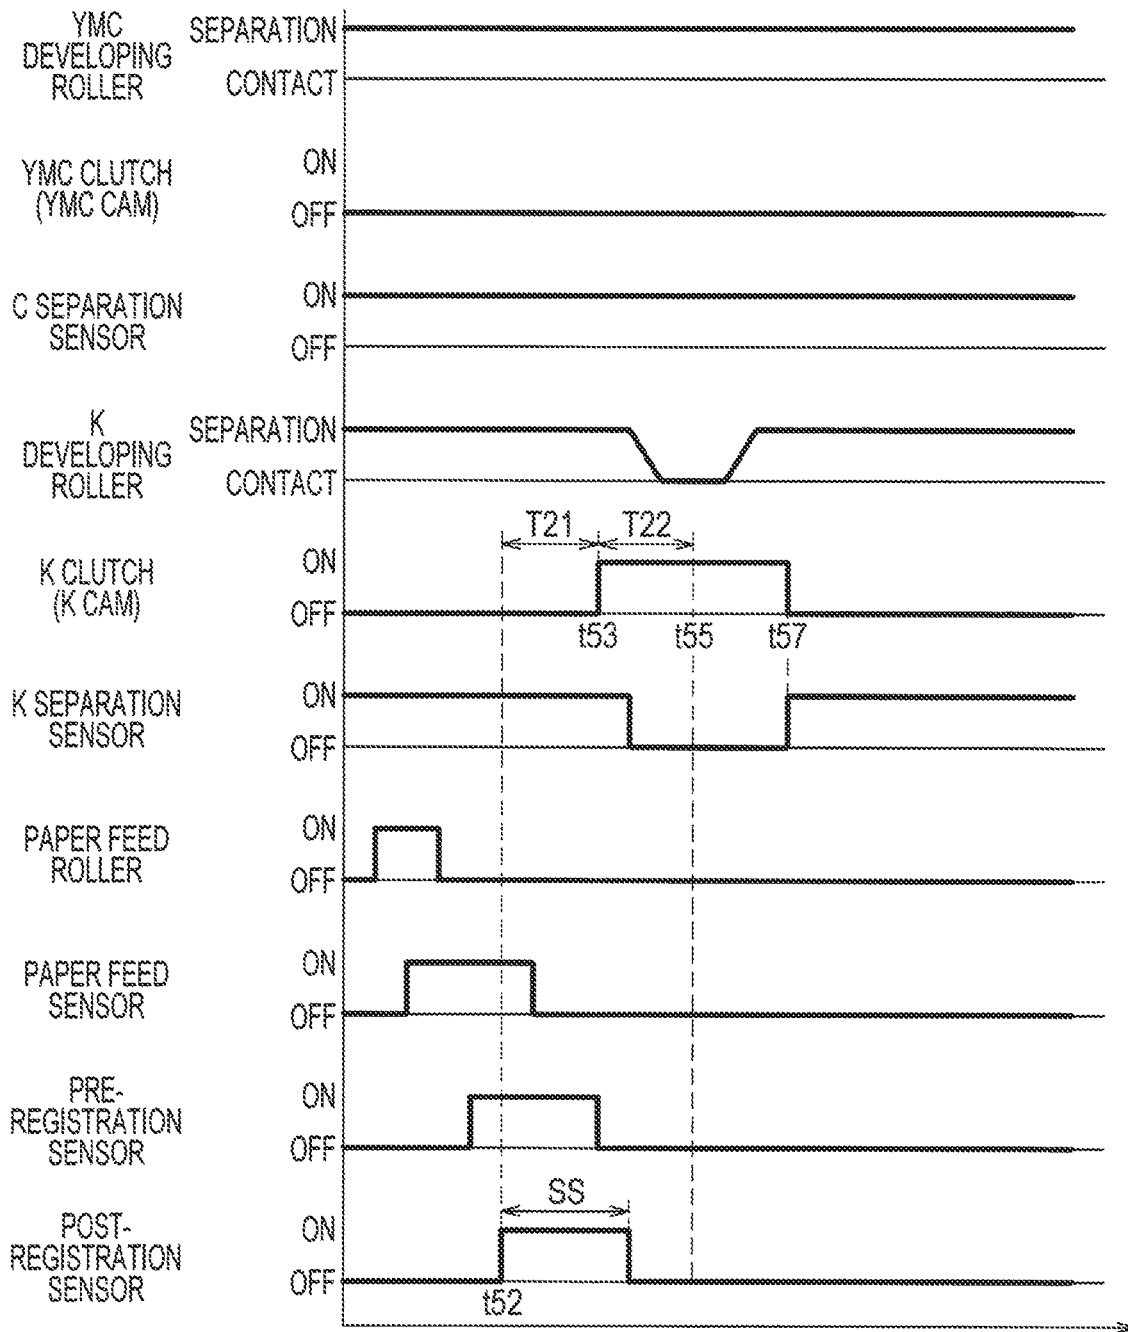 YMC
DEVELOPING
ROLLER
SEPARATION
CONTACT
YMC CLUTCH
(YMC CAM)
ON
OFF
C SEPARATION
SENSOR
ON
OFF
K
DEVELOPING
ROLLER
SEPARATION
CONTACT
T21
T22
K CLUTCH
(K CAM)
ON
OFF
t53
t55
t57
K SEPARATION
SENSOR
ON
OFF
PAPER FEED
ROLLER
ON
OFF
PAPER FEED
SENSOR
ON
OFF
PRE-
REGISTRATION
SENSOR
ON
OFF
SS
POST-
REGISTRATION
SENSOR
ON
OFF
t52